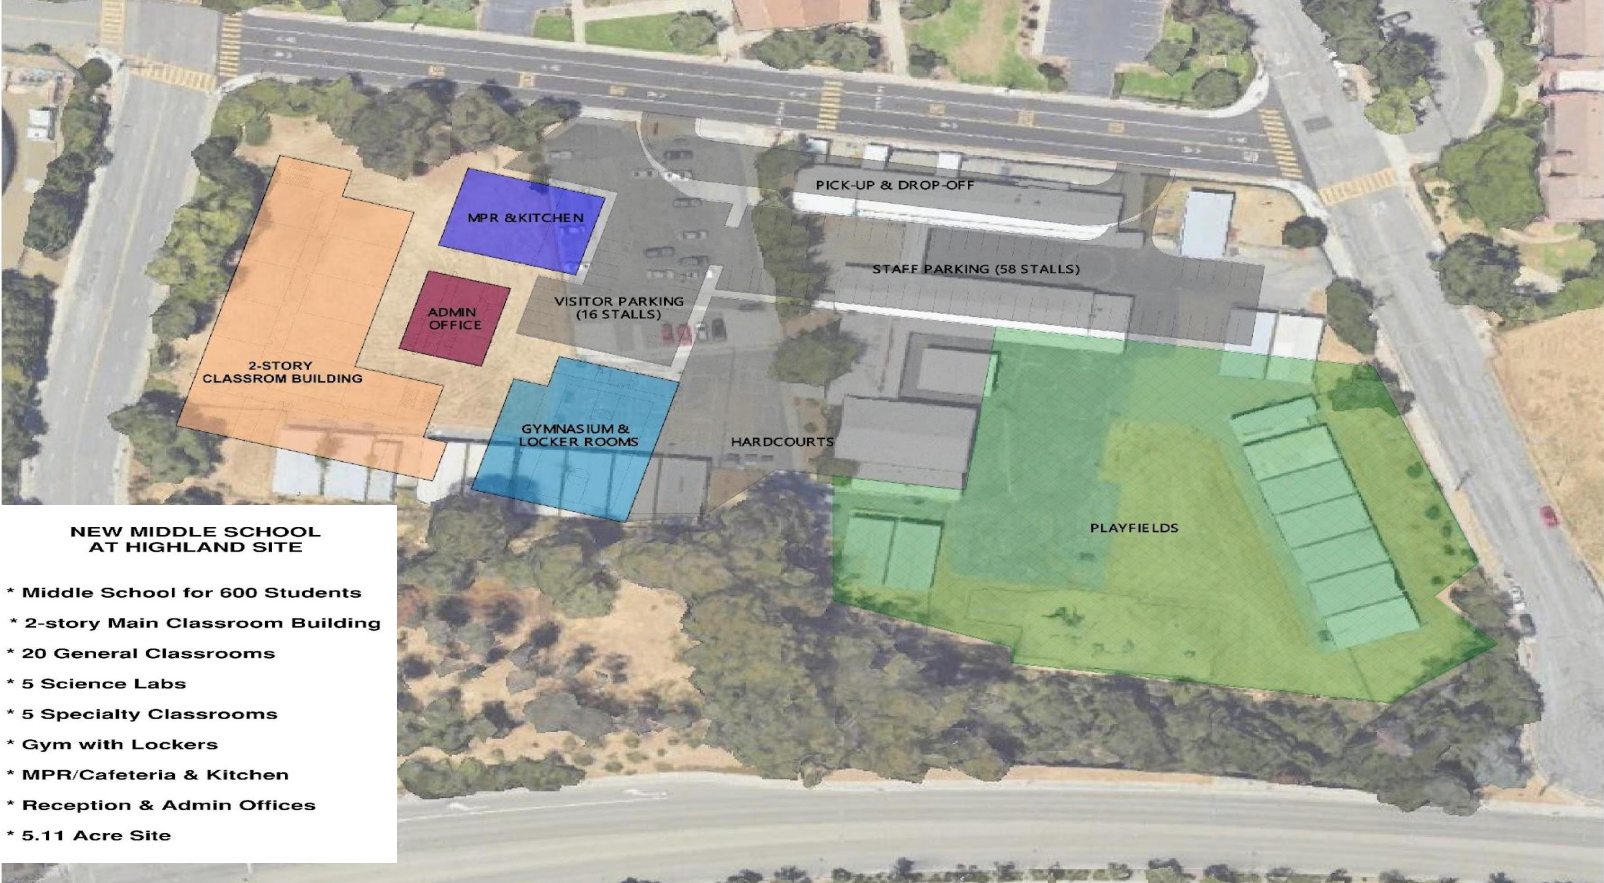 PICK-UP & DROP-OFF
MPR & KITCHEN
STAFF PARKING (58 STALLS)
VISITOR PARKING
(16 STALLS)
ADMIN
OFFICE
2-STORY
CLASSROM BUILDING
GYMNASIUM &
LOCKER ROOMS
HARDCOURTS
PLAYFIELDS
NEW MIDDLE SCHOOL
AT HIGHLAND SITE
* Middle School for 600 Students
* 2-story Main Classroom Building
* 20 General Classrooms
* 5 Science Labs
* 5 Specialty Classrooms
* Gym with Lockers
* MPR/Cafeteria & Kitchen
* Reception & Admin Offices
* 5.11 Acre Site